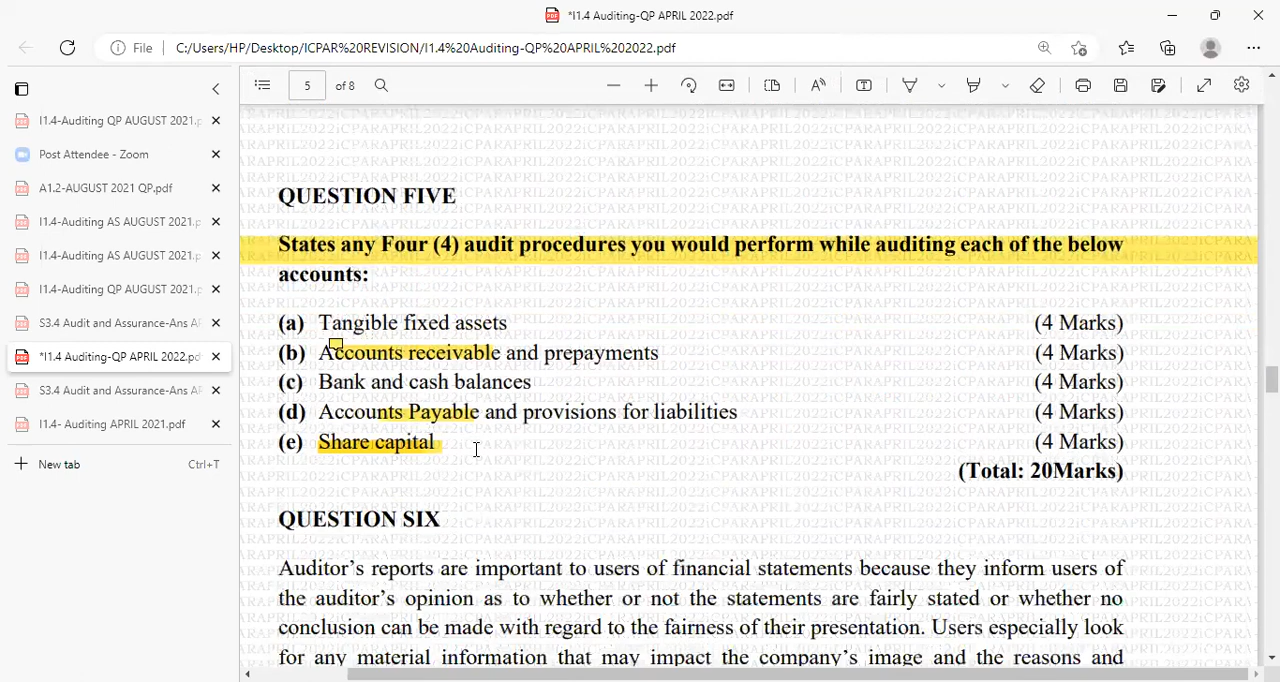 *I1.4 Auditing-QP APRIL 2022.pdf
File C:/Users/HP/Desktop/ICPAR%20REVISION/I1.4%20Auditing-QP%20APRIL%202022.pdf
5 of 8
I1.4-Auditing QP AUGUST 2021.p
Post Attendee - Zoom
A1.2-AUGUST 2021 QP.pdf
I1.4-Auditing AS AUGUST 2021.p
I1.4-Auditing AS AUGUST 2021.p
I1.4-Auditing QP AUGUST 2021.p
S3.4 Audit and Assurance-Ans AP
*I1.4 Auditing-QP APRIL 2022.pd
S3.4 Audit and Assurance-Ans AP
I1.4- Auditing APRIL 2021.pdf
New tab Ctrl+T
QUESTION FIVE
States any Four (4) audit procedures you would perform while auditing each of the below
accounts:
(a) Tangible fixed assets (4 Marks)
(b) Accounts receivable and prepayments (4 Marks)
(c) Bank and cash balances (4 Marks)
(d) Accounts Payable and provisions for liabilities (4 Marks)
(e) Share capital (4 Marks)
(Total: 20Marks)
QUESTION SIX
Auditor's reports are important to users of financial statements because they inform users of
the auditor's opinion as to whether or not the statements are fairly stated or whether no
conclusion can be made with regard to the fairness of their presentation. Users especially look
for any material information that may impact the company's image and the reasons and